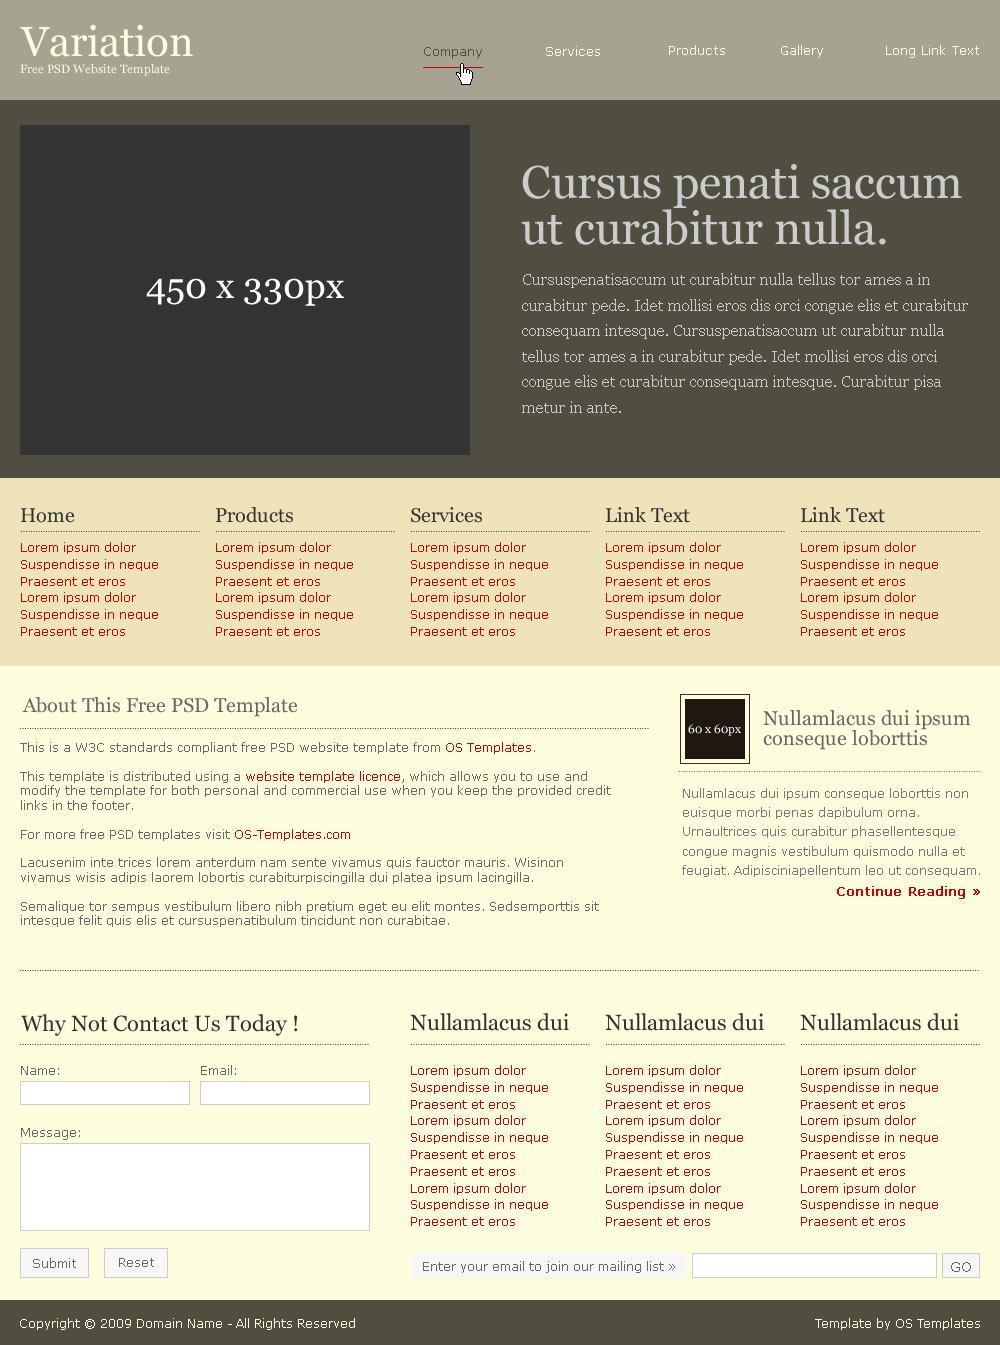 Variation
Free PSD Website Template
Company
Services
Products
Gallery
Long Link Text
450 x 330px
Cursus penati saccum
ut curabitur nulla.
Cursuspenatisaccum ut curabitur nulla tellus tor ames a in
curabitur pede. Idet mollisi eros dis orci congue elis et curabitur
consequam intesque. Cursuspenatisaccum ut curabitur nulla
tellus tor ames a in curabitur pede. Idet mollisi eros dis orci
congue elis et curabitur consequam intesque. Curabitur pisa
metur in ante.
Home
Lorem ipsum dolor
Suspendisse in neque
Praesent et eros
Lorem ipsum dolor
Suspendisse in neque
Praesent et eros
Products
Lorem ipsum dolor
Suspendisse in neque
Praesent et eros
Lorem ipsum dolor
Suspendisse in neque
Praesent et eros
Services
Lorem ipsum dolor
Suspendisse in neque
Praesent et eros
Lorem ipsum dolor
Suspendisse in neque
Praesent et eros
Link Text
Lorem ipsum dolor
Suspendisse in neque
Praesent et eros
Lorem ipsum dolor
Suspendisse in neque
Praesent et eros
Link Text
Lorem ipsum dolor
Suspendisse in neque
Praesent et eros
Lorem ipsum dolor
Suspendisse in neque
Praesent et eros
About This Free PSD Template
This is a W3C standards compliant free PSD website template from OS Templates.
This template is distributed using a website template licence, which allows you to use and
modify the template for both personal and commercial use when you keep the provided credit
links in the footer.
For more free PSD templates visit OS-Templates.com
Lacusenim inte trices lorem anterdum nam sente vivamus quis fauctor mauris. Wisinon
vivamus wisis adipis laorem lobortis curabiturpiscingilla dui platea ipsum lacingilla.
Semalique tor sempus vestibulum libero nibh pretium eget eu elit montes. Sedsemporttis sit
intesque felit quis elis et cursuspenatibulum tincidunt non curabitae.
60 x 60px
Nullamlacus dui ipsum
conseque loborttis
Nullamlacus dui ipsum conseque loborttis non
euisque morbi penas dapibulum orna.
Urnaultrices quis curabitur phasellentesque
congue magnis vestibulum quismodo nulla et
feugiat. Adipisciniapellentum leo ut consequam.
Continue Reading »
Why Not Contact Us Today !
Name:
Email:
Message:
Submit
Reset
Nullamlacus dui
Lorem ipsum dolor
Suspendisse in neque
Praesent et eros
Lorem ipsum dolor
Suspendisse in neque
Praesent et eros
Praesent et eros
Lorem ipsum dolor
Suspendisse in neque
Praesent et eros
Nullamlacus dui
Lorem ipsum dolor
Suspendisse in neque
Praesent et eros
Lorem ipsum dolor
Suspendisse in neque
Praesent et eros
Praesent et eros
Lorem ipsum dolor
Suspendisse in neque
Praesent et eros
Nullamlacus dui
Lorem ipsum dolor
Suspendisse in neque
Praesent et eros
Lorem ipsum dolor
Suspendisse in neque
Praesent et eros
Praesent et eros
Lorem ipsum dolor
Suspendisse in neque
Praesent et eros
Enter your email to join our mailing list »
GO
Copyright © 2009 Domain Name - All Rights Reserved
Template by OS Templates